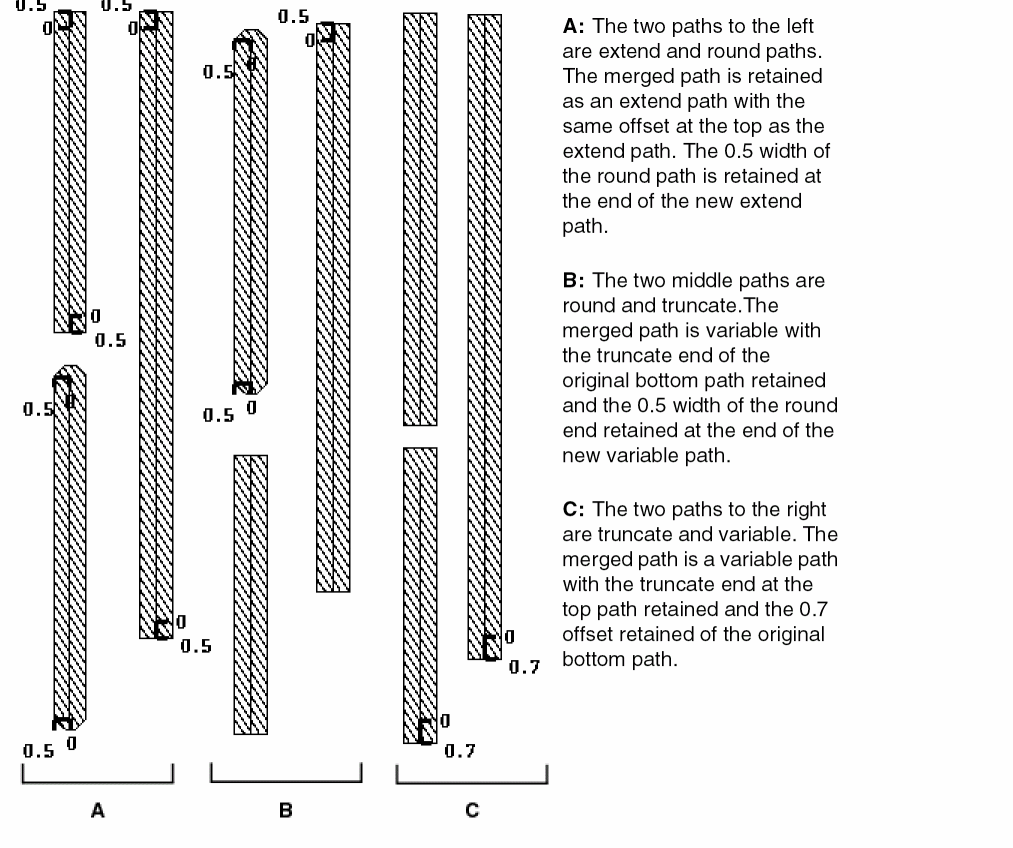 0.5
0.5
0
0
0
0.5
0.5
0
0.5
0
0
0.5
0.5
0
0.5
0
0.5
0
0.5
0
0
0.7
0
0.7
A
B
C
A: The two paths to the left
are extend and round paths.
The merged path is retained
as an extend path with the
same offset at the top as the
extend path. The 0.5 width of
the round path is retained at
the end of the new extend
path.
B: The two middle paths are
round and truncate.The
merged path is variable with
the truncate end of the
original bottom path retained
and the 0.5 width of the round
end retained at the end of the
new variable path.
C: The two paths to the right
are truncate and variable. The
merged path is a variable path
with the truncate end at the
top path retained and the 0.7
offset retained of the original
bottom path.